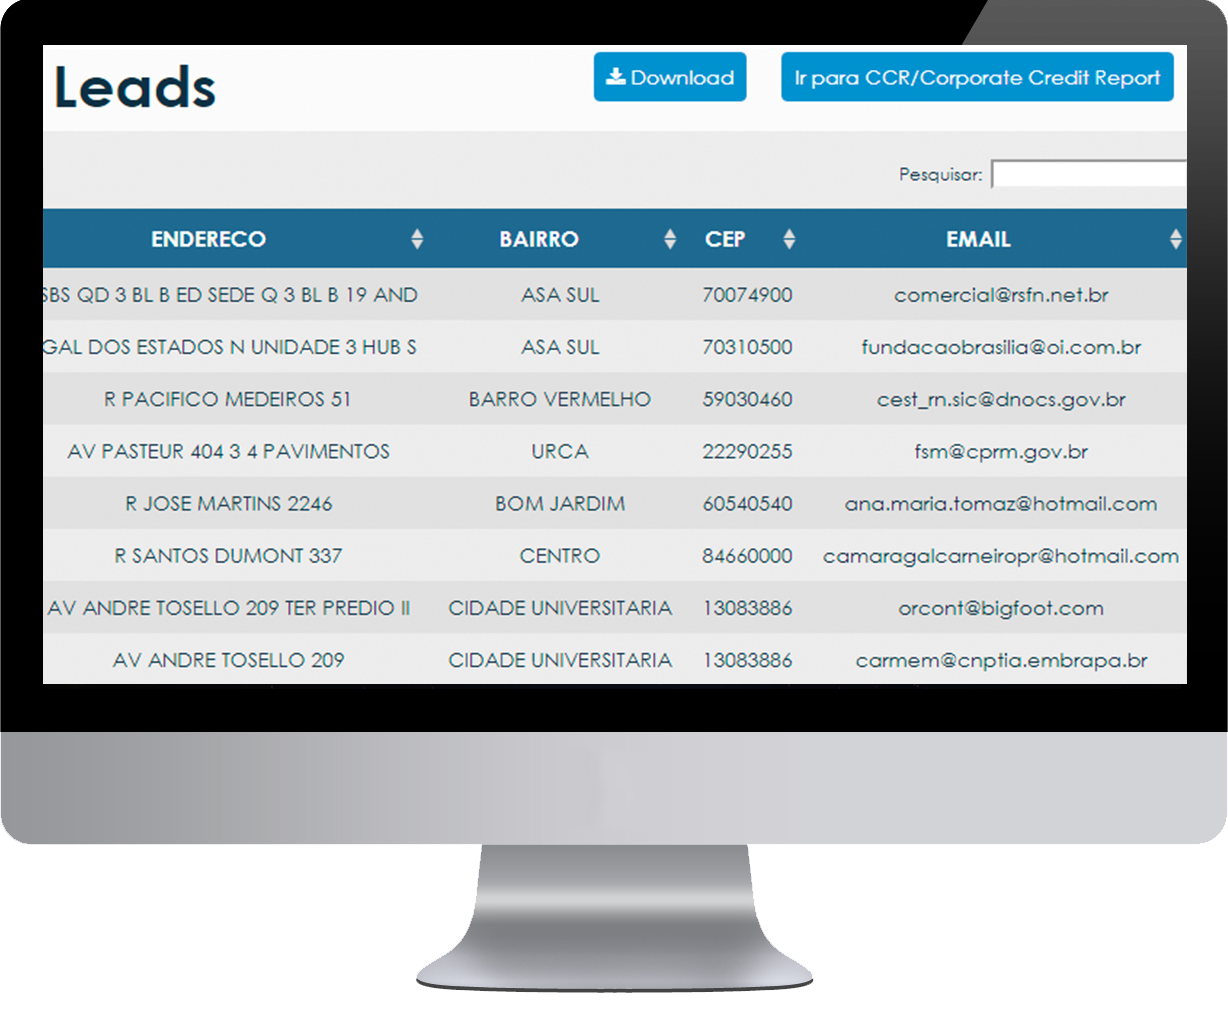 Leads
Download
Ir para CCR/Corporate Credit Report
Pesquisar:
ENDERECO BAIRRO CEP EMAIL
SBS QD 3 BL B ED SEDE Q 3 BL B 19 AND ASA SUL 70074900 comercial@rsfn.net.br
GAL DOS ESTADOS N UNIDADE 3 HUB S ASA SUL 70310500 fundacaobrasilia@oi.com.br
R PACIFICO MEDEIROS 51 BARRO VERMELHO 59030460 cest_rn.sic@dnocs.gov.br
AV PASTEUR 404 3 4 PAVIMENTOS URCA 22290255 fsm@cprm.gov.br
R JOSE MARTINS 2246 BOM JARDIM 60540540 ana.maria.tomaz@hotmail.com
R SANTOS DUMONT 337 CENTRO 84660000 camaragalcarneiropr@hotmail.com
AV ANDRE TOSELLO 209 TER PREDIO II CIDADE UNIVERSITARIA 13083886 orcont@bigfoot.com
AV ANDRE TOSELLO 209 CIDADE UNIVERSITARIA 13083886 carmem@cnptia.embrapa.br